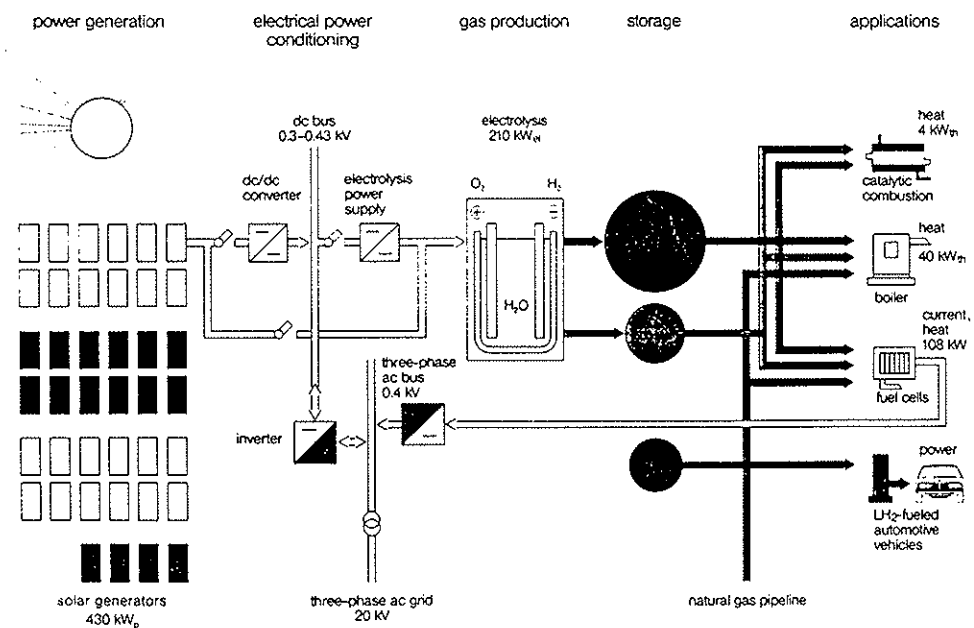 power generation
electrical power
conditioning
gas production
storage
applications
dc bus
0.3–0.43 kV
electrolysis
210 kWel
heat
4 kWth
catalytic
combustion
dc/dc
converter
electrolysis
power
supply
O2
H2
H2O
heat
40 kWth
boiler
current,
heat
108 kW
fuel cells
three-phase
ac bus
0.4 kV
inverter
power
LH2-fueled
automotive
vehicles
solar generators
430 kWp
three-phase ac grid
20 kV
natural gas pipeline